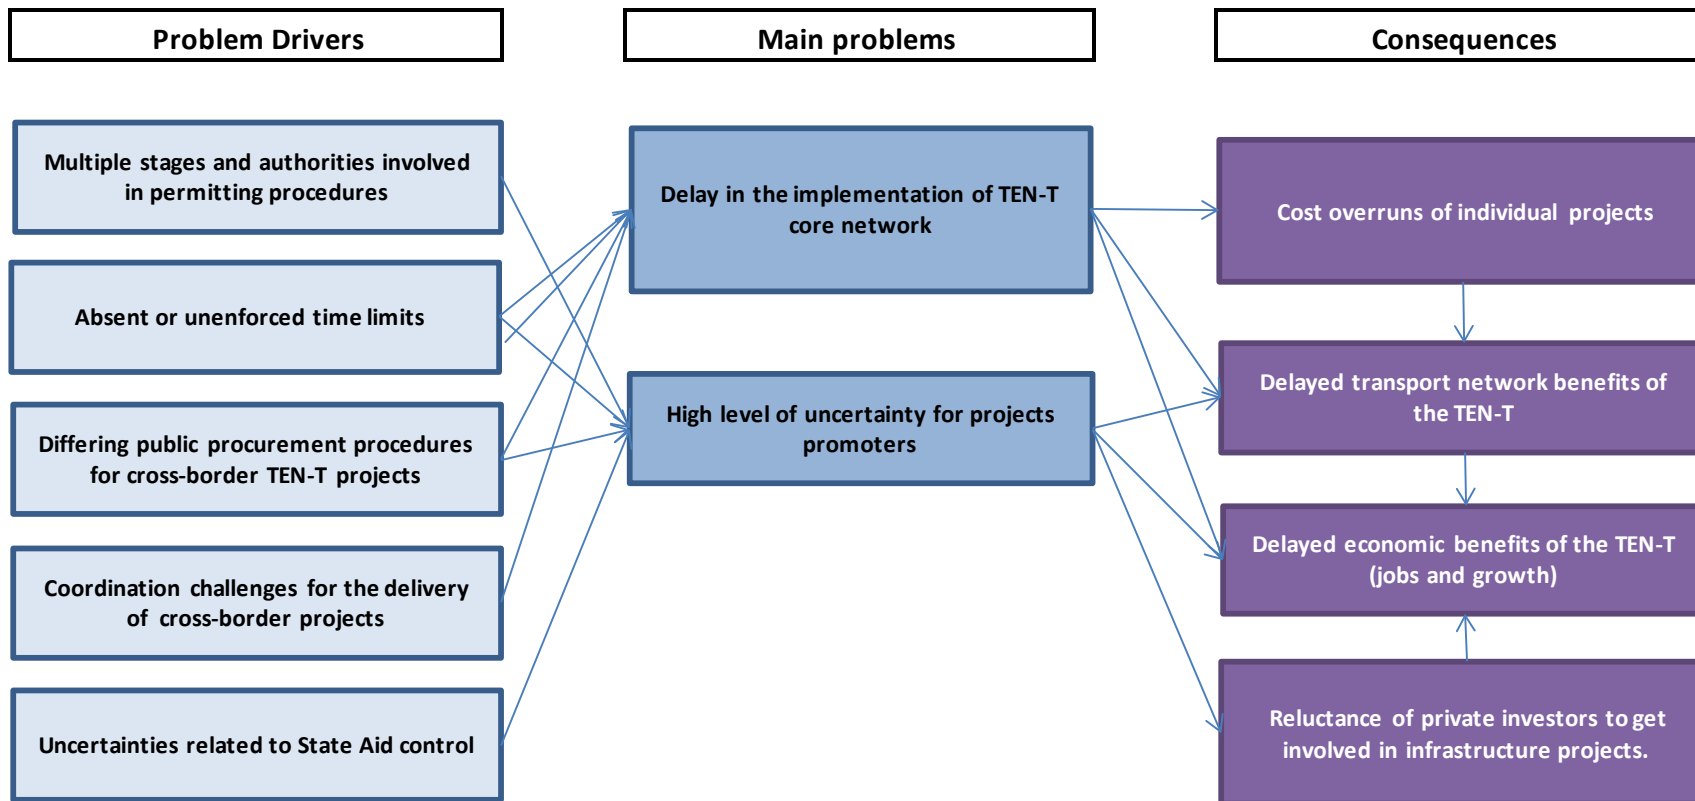 Problem Drivers
Main problems
Consequences
Multiple stages and authorities involved
in permitting procedures
Absent or unenforced time limits
Differing public procurement procedures
for cross-border TEN-T projects
Coordination challenges for the delivery
of cross-border projects
Uncertainties related to State Aid control
Delay in the implementation of TEN-T
core network
High level of uncertainty for projects
promoters
Cost overruns of individual projects
Delayed transport network benefits of
the TEN-T
Delayed economic benefits of the TEN-T
(jobs and growth)
Reluctance of private investors to get
involved in infrastructure projects.